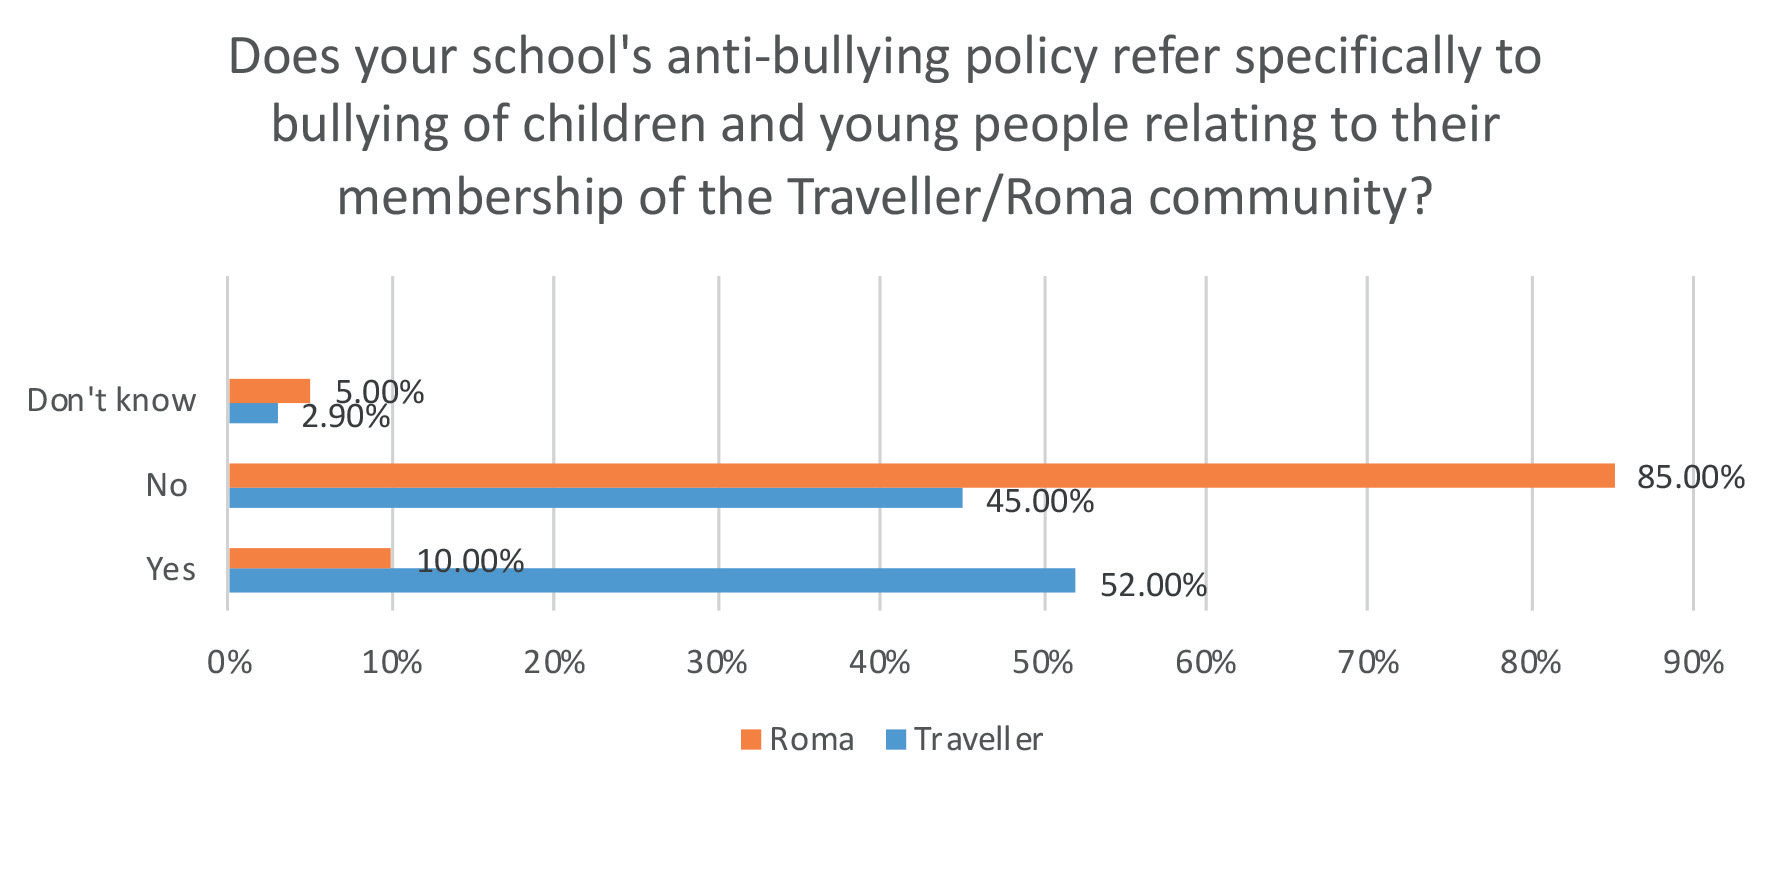 Does your school's anti-bullying policy refer specifically to
bullying of children and young people relating to their
membership of the Traveller/Roma community?
Don't know
5.00%
2.90%
No
85.00%
45.00%
Yes
10.00%
52.00%
0% 10% 20% 30% 40% 50% 60% 70% 80% 90%
Roma Traveller